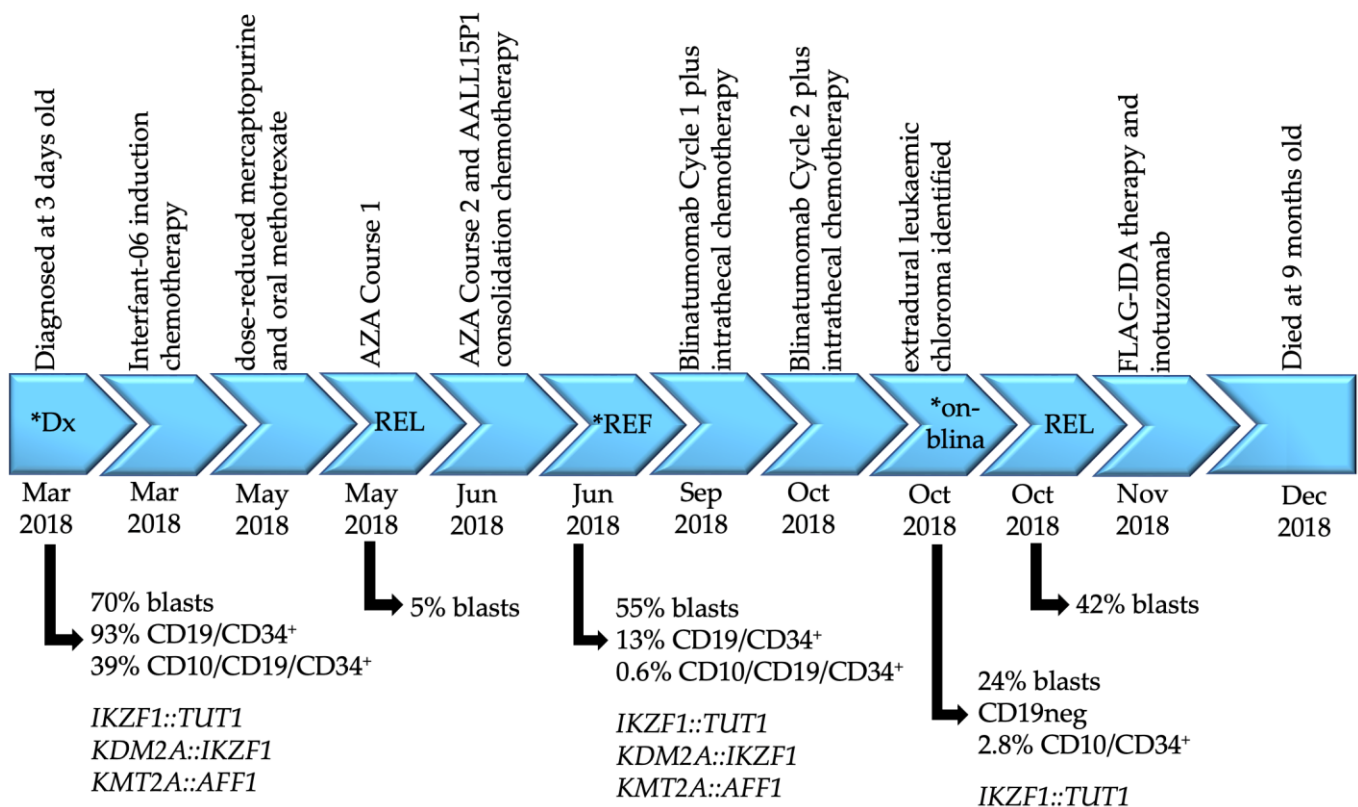 Diagnosed at 3 days old
Interfant-06 induction
chemotherapy
dose-reduced mercaptopurine
and oral methotrexate
AZA Course 1
AZA Course 2 and AALL15P1
consolidation chemotherapy
Blinatumomab Cycle 1 plus
intrathecal chemotherapy
Blinatumomab Cycle 2 plus
intrathecal chemotherapy
extradural leukaemic
chloroma identified
FLAG-IDA therapy and
inotuzomab
Died at 9 months old
*Dx
REL
*REF
*on-
blina
REL
Mar
2018
Mar
2018
May
2018
May
2018
Jun
2018
Jun
2018
Sep
2018
Oct
2018
Oct
2018
Oct
2018
Nov
2018
Dec
2018
70% blasts
93% CD19/CD34⁺
39% CD10/CD19/CD34⁺
IKZF1::TUT1
KDM2A::IKZF1
KMT2A::AFF1
5% blasts
55% blasts
13% CD19/CD34⁺
0.6% CD10/CD19/CD34⁺
IKZF1::TUT1
KDM2A::IKZF1
KMT2A::AFF1
24% blasts
CD19neg
2.8% CD10/CD34⁺
IKZF1::TUT1
42% blasts